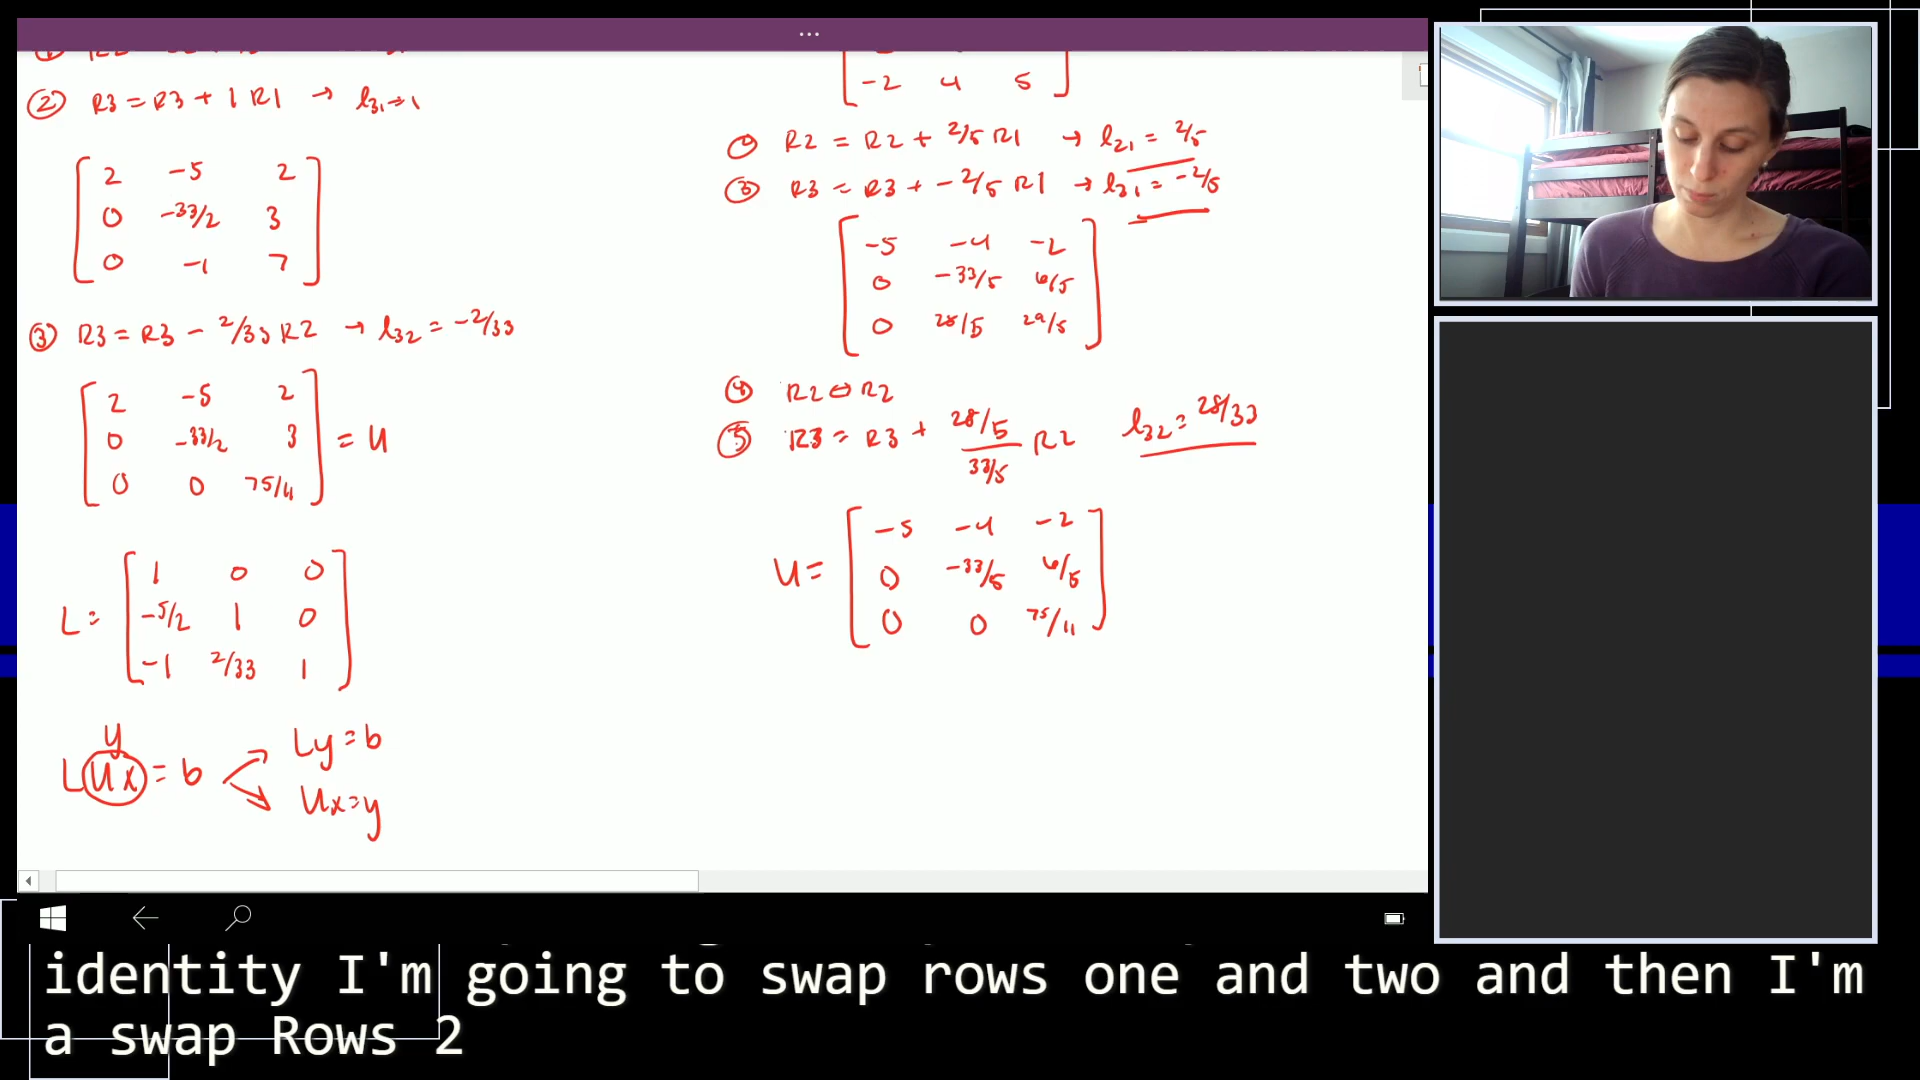 ② R3 = R3 + 1 R1 → l31 → 1
2 -5 2
0 -33/2 3
0 -1 7
③ R3 = R3 - 2/33 R2 → l32 = -2/33
2 -5 2
0 -33/2 3 = U
0 0 75/11
L = 1 0 0
-5/2 1 0
-1 2/33 1
y
LUx = b
Ly = b
Ux = y
...
-2 4 5
R2 = R2 + 2/5 R1 → l21 = 2/5
③ R3 = R3 + -2/5 R1 → l31 = -2/5
-5 -4 -2
0 -33/5 6/5
0 28/5 29/5
④ R2 ⇔ R2
⑤ R3 = R3 + 28/5 / 33/5 R2 l32 = 28/33
U = -5 -4 -2
0 -33/5 6/5
0 0 75/11
identity I'm going to swap rows one and two and then I'm
a swap Rows 2